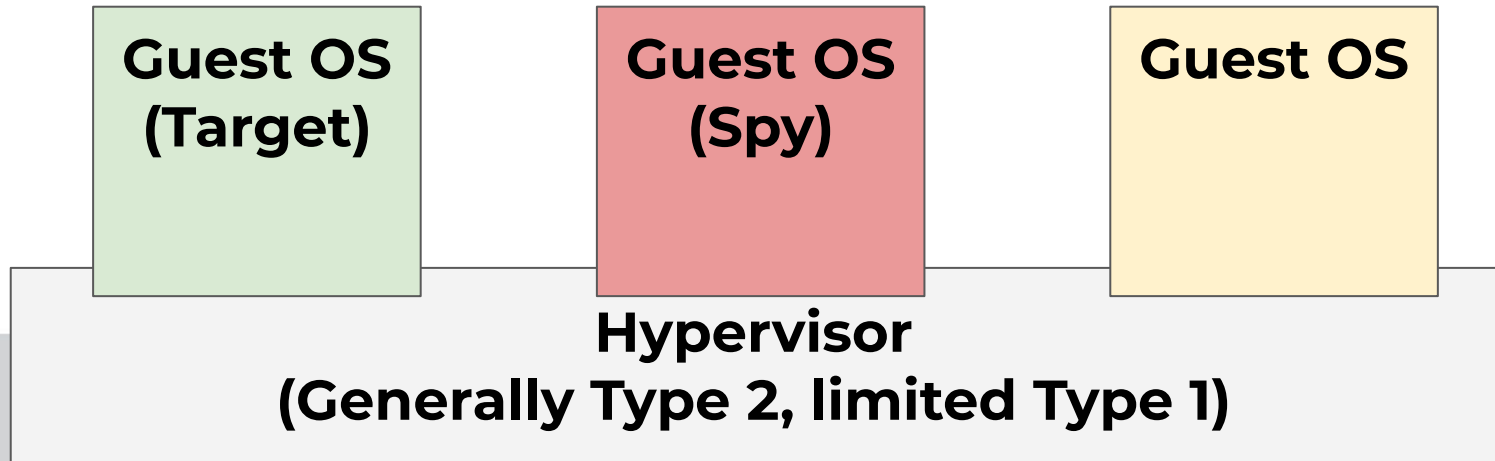 Guest OS
(Target)
Guest OS
(Spy)
Guest OS
Hypervisor
(Generally Type 2, limited Type 1)